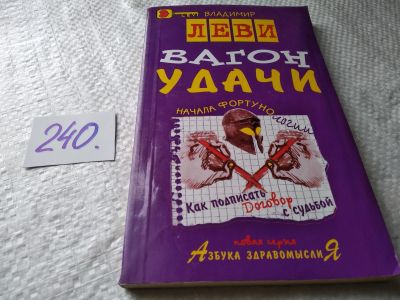 ВЛАДИМИР
ЛЕВИ
ВАГОН
УДАЧИ
НАЧАЛА ФОРТУНОЛОГИИ
Как подписать
Договор
с судьбой
новая серия
АЗБУКА ЗДРАВОМЫСЛИЯ
240.